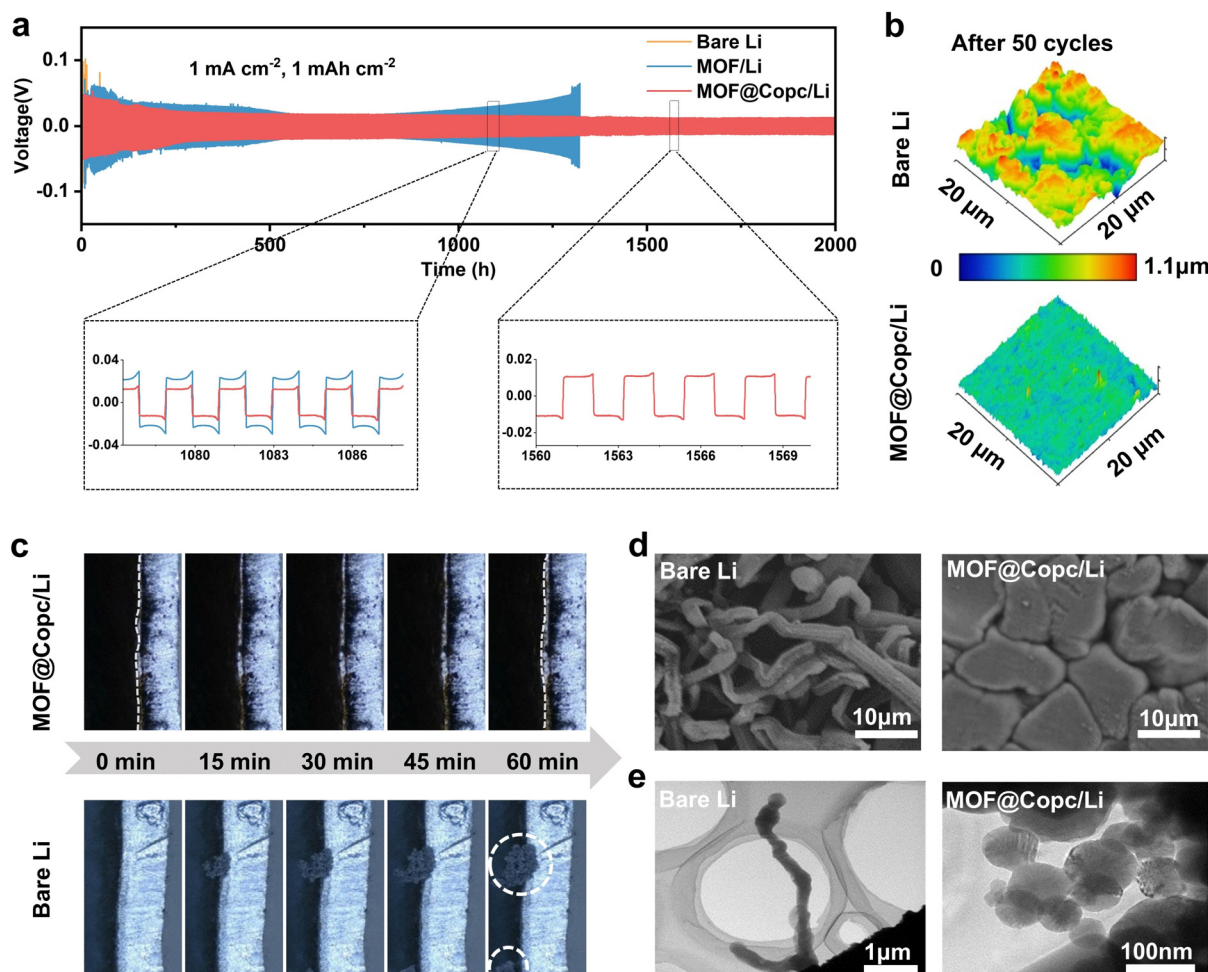 a
0.1
0.0
-0.1
Voltage(V)
1 mA cm⁻², 1 mAh cm⁻²
Bare Li
MOF/Li
MOF@Copc/Li
0 500 1000 1500 2000
Time (h)
0.04
0.00
-0.04
1080 1083 1086
0.02
0.00
-0.02
1560 1563 1566 1569
b
After 50 cycles
Bare Li
20 μm
20 μm
0
1.1μm
MOF@Copc/Li
20 μm
20 μm
c
MOF@Copc/Li
0 min 15 min 30 min 45 min 60 min
Bare Li
d
Bare Li
10μm
MOF@Copc/Li
10μm
e
Bare Li
1μm
MOF@Copc/Li
100nm